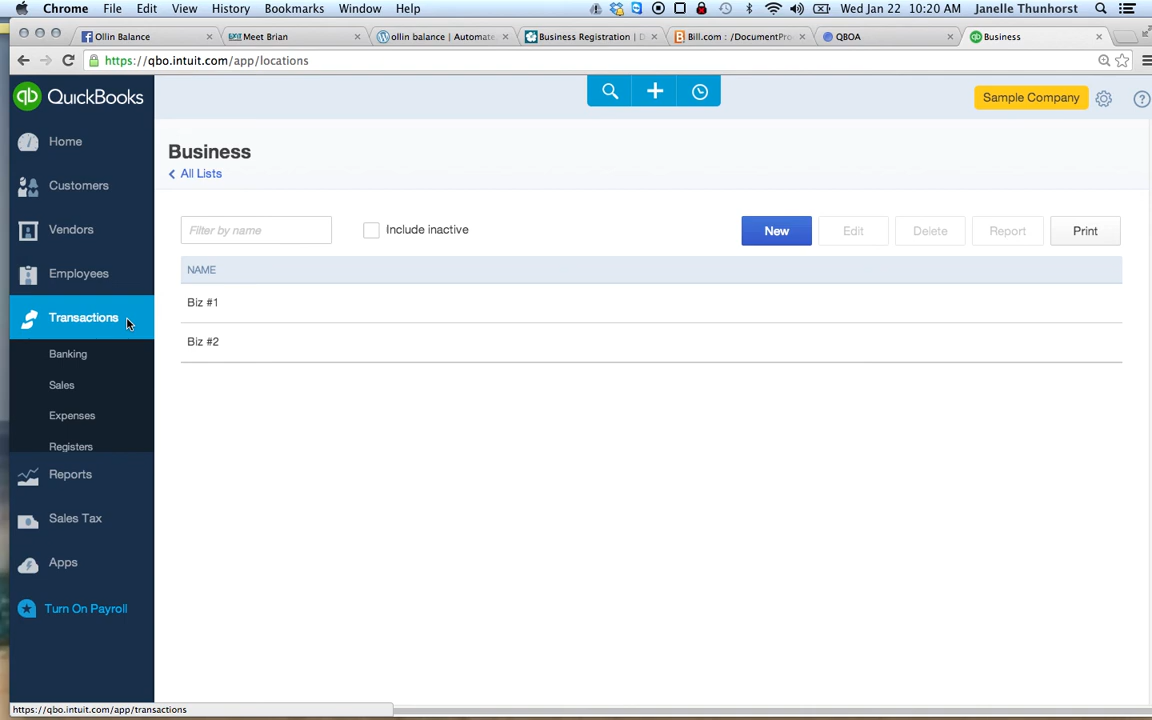 Chrome File Edit View History Bookmarks Window Help Wed Jan 22 10:20 AM Janelle Thunhorst
Ollin Balance Meet Brian ollin balance | Automate Business Registration | D Bill.com : /DocumentPro QBOA Business
https://qbo.intuit.com/app/locations
qb QuickBooks
Sample Company
Home
Customers
Vendors
Employees
Transactions
Banking
Sales
Expenses
Registers
Reports
Sales Tax
Apps
Turn On Payroll
Business
All Lists
Filter by name Include inactive New Edit Delete Report Print
NAME
Biz #1
Biz #2
https://qbo.intuit.com/app/transactions